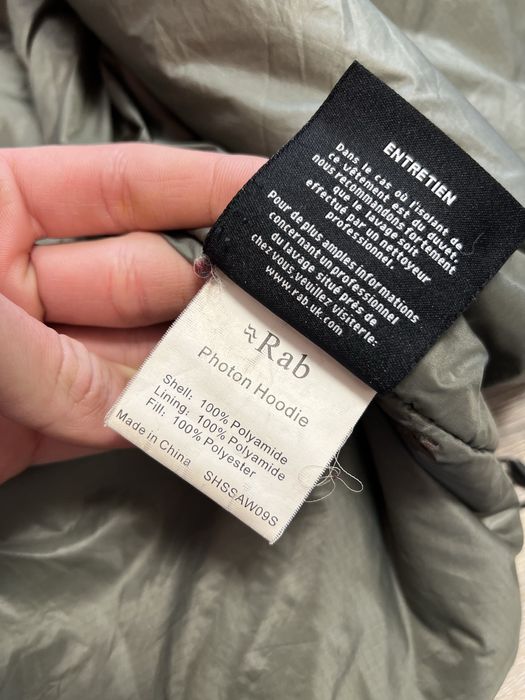 ENTRETIEN
Dans le cas où l'isolant de
ce vêtement est du duvet,
nous recommandons fortement
que le lavage soit
effectué par un nettoyeur
professionnel.
Pour de plus amples informations
concernant un professionnel
du lavage situé près de
chez vous,veuillez visiter le-
www.rab.uk.com
Rab
Photon Hoodie
Shell: 100% Polyamide
Lining: 100% Polyamide
Fill: 100% Polyester
Made in China SHSSAW09S